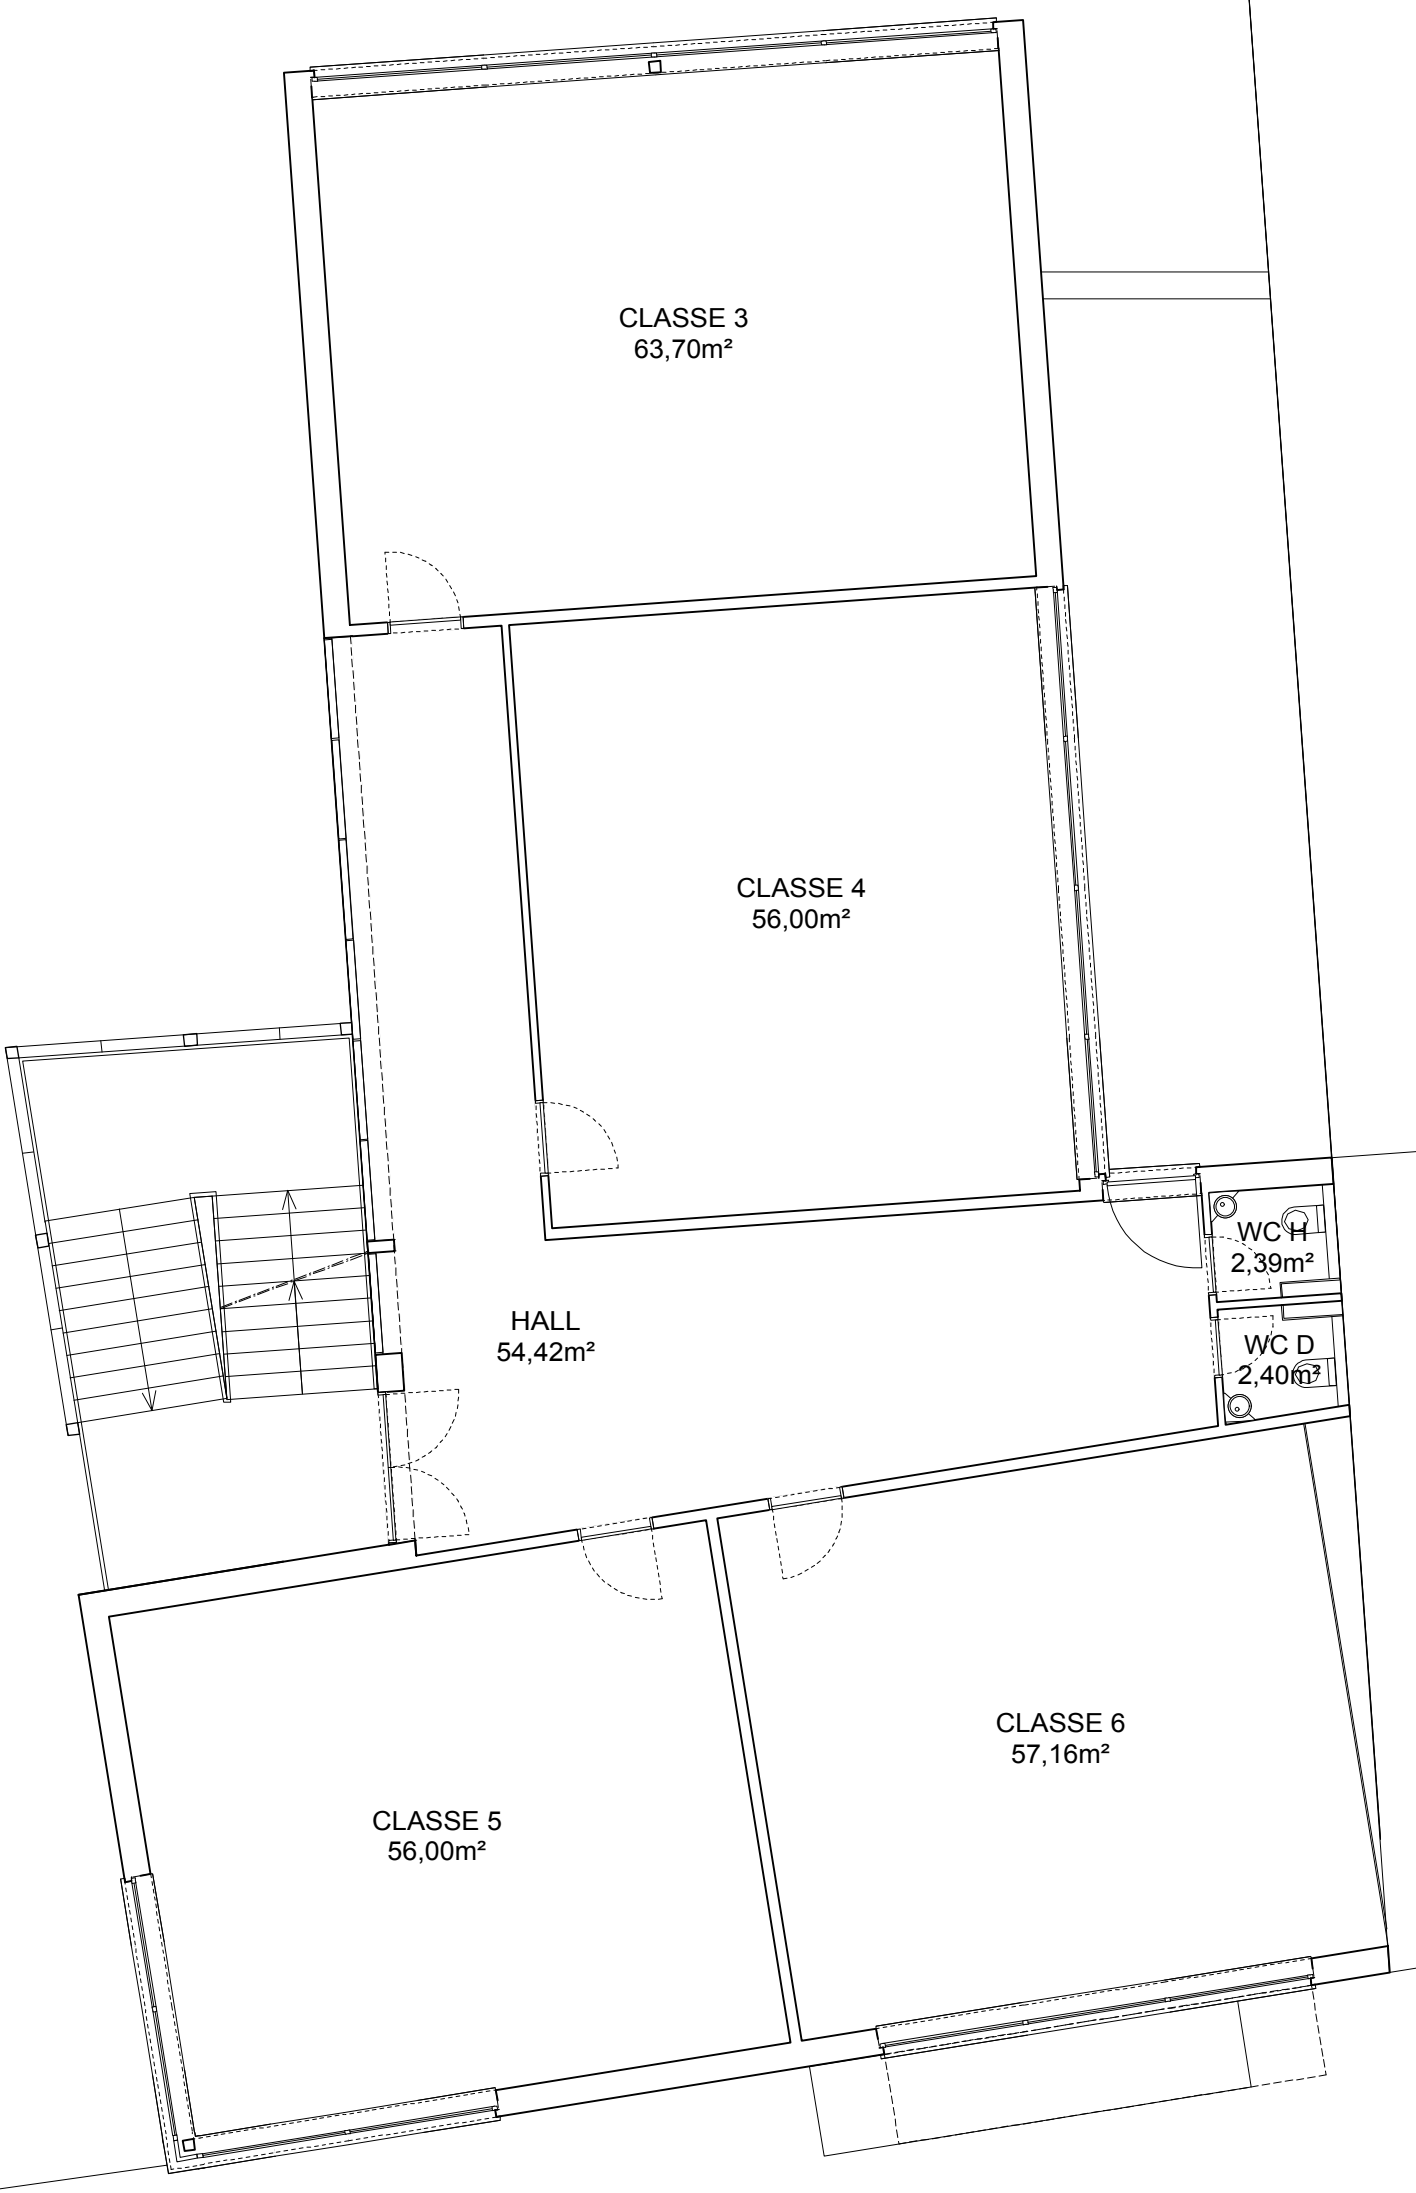 CLASSE 3
63,70m²
CLASSE 4
56,00m²
WC H
2,39m²
HALL
54,42m²
WC D
2,40m²
CLASSE 6
57,16m²
CLASSE 5
56,00m²